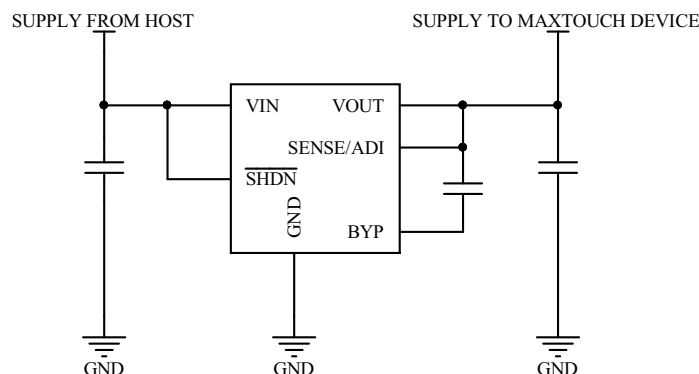 SUPPLY FROM HOST
SUPPLY TO MAXTOUCH DEVICE
VIN
VOUT
SENSE/ADI
SHDN
GND
BYP
GND
GND
GND